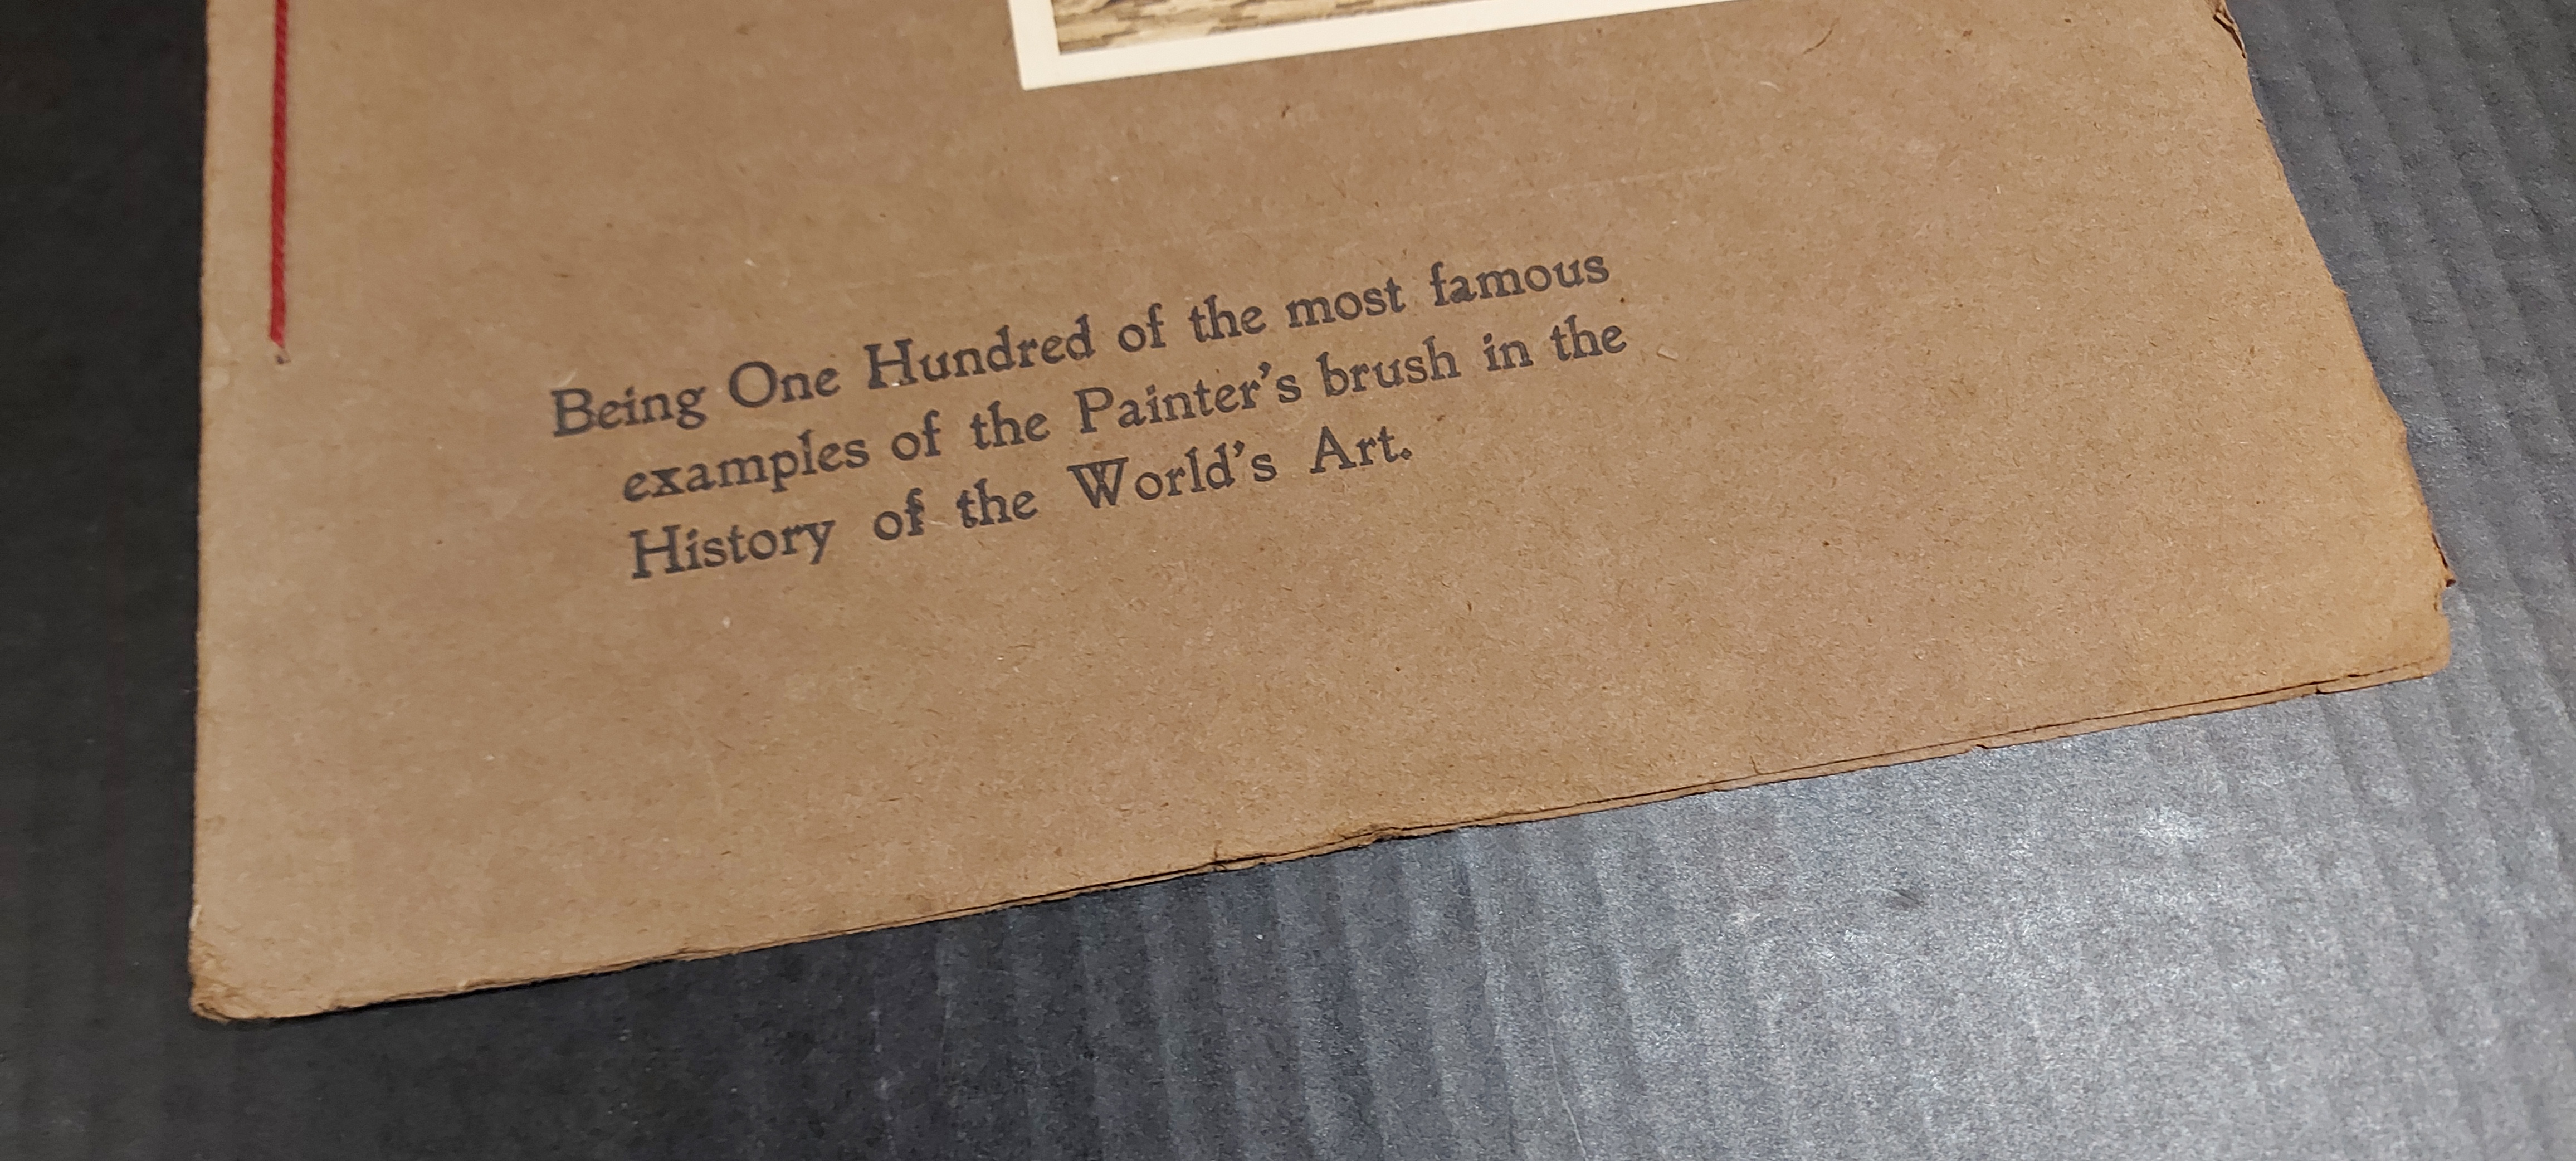 Being One Hundred of the most famous
examples of the Painter's brush in the
History of the World's Art.